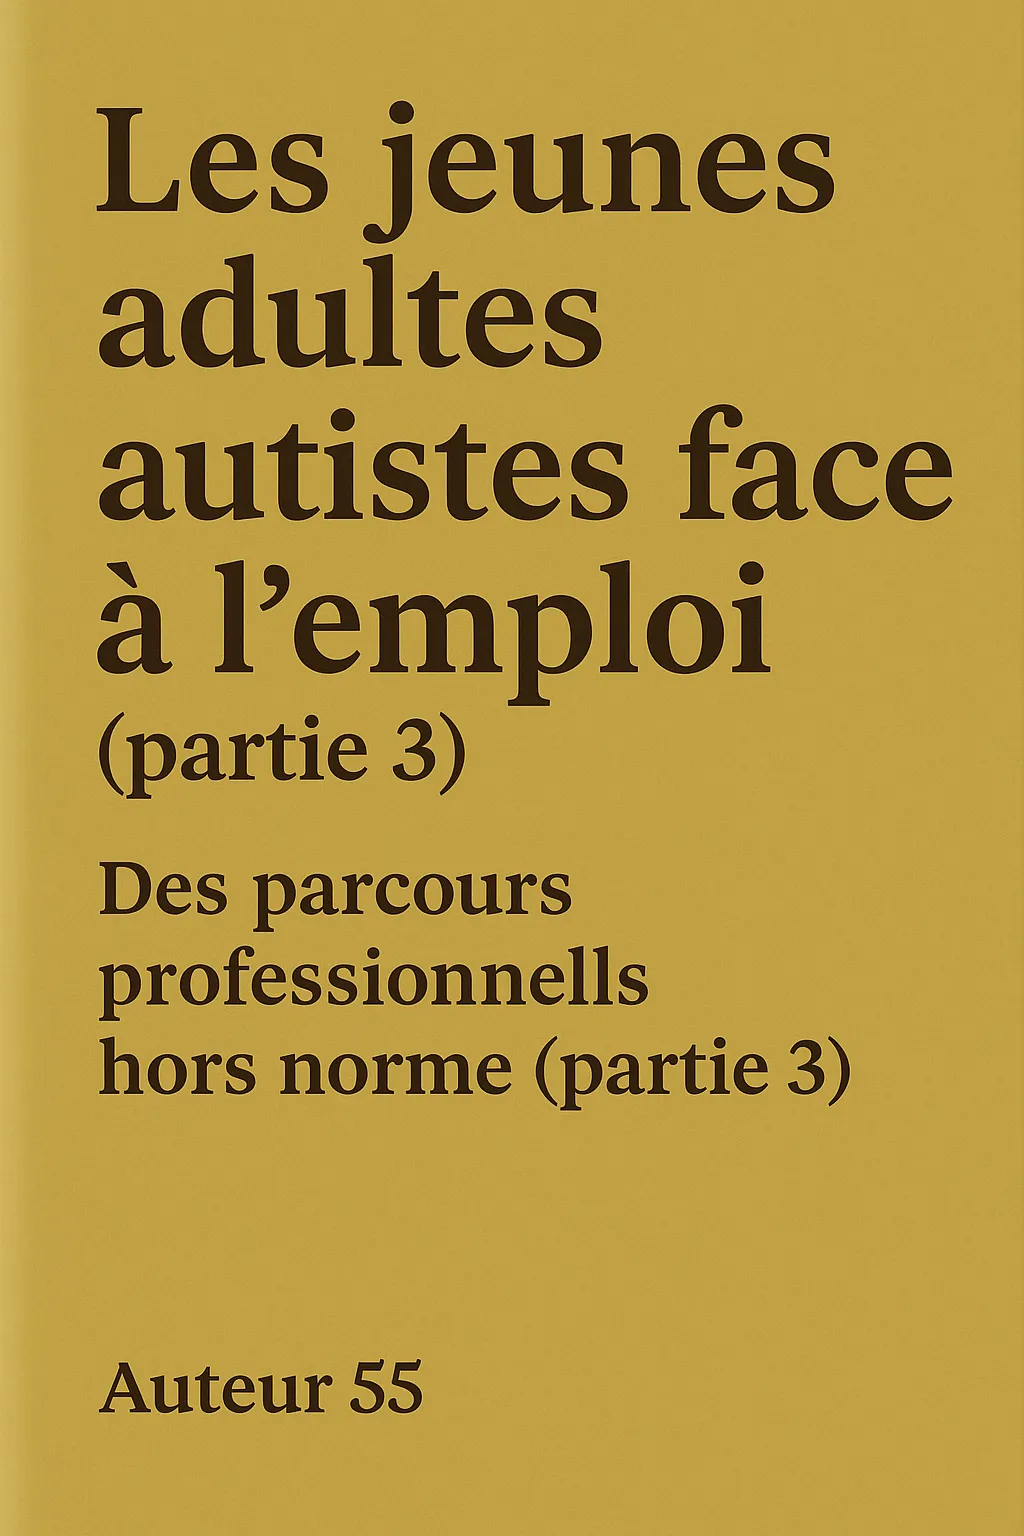 Les jeunes
adultes
autistes face
à l’emploi
(partie 3)
Des parcours
professionnells
hors norme (partie 3)
Auteur 55